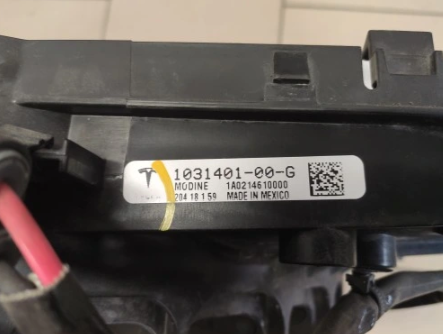 1031401-00-G
MODINE 1A0214610000
204 18 1 59 MADE IN MEXICO